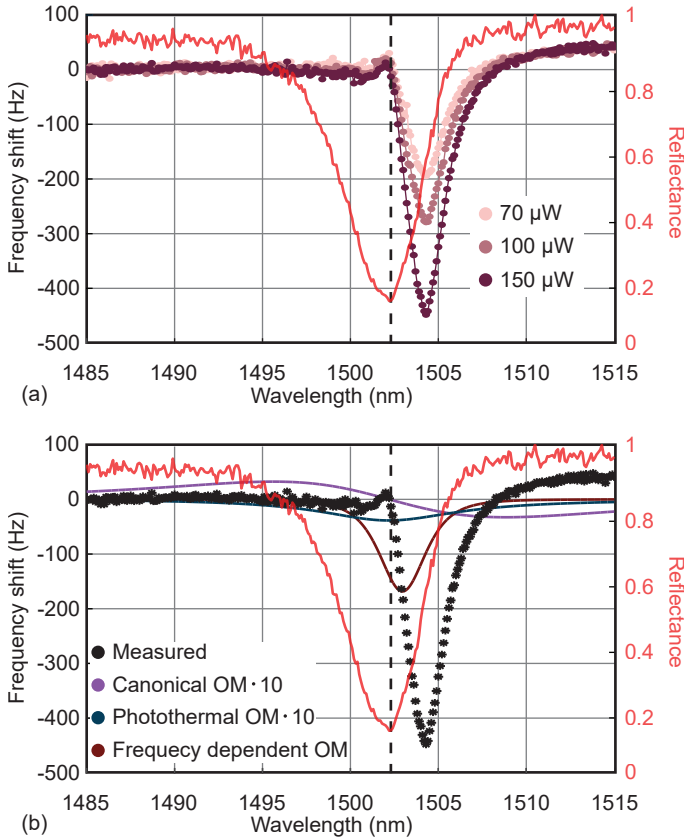 100
0
-100
-200
-300
-400
-500
Frequency shift (Hz)
1
0.8
0.6
0.4
0.2
0
Reflectance
70 µW
100 µW
150 µW
1485 1490 1495 1500 1505 1510 1515
Wavelength (nm)
(a)
100
0
-100
-200
-300
-400
-500
Frequency shift (Hz)
1
0.8
0.6
0.4
0.2
0
Reflectance
Measured
Canonical OM · 10
Photothermal OM · 10
Frequecy dependent OM
1485 1490 1495 1500 1505 1510 1515
Wavelength (nm)
(b)